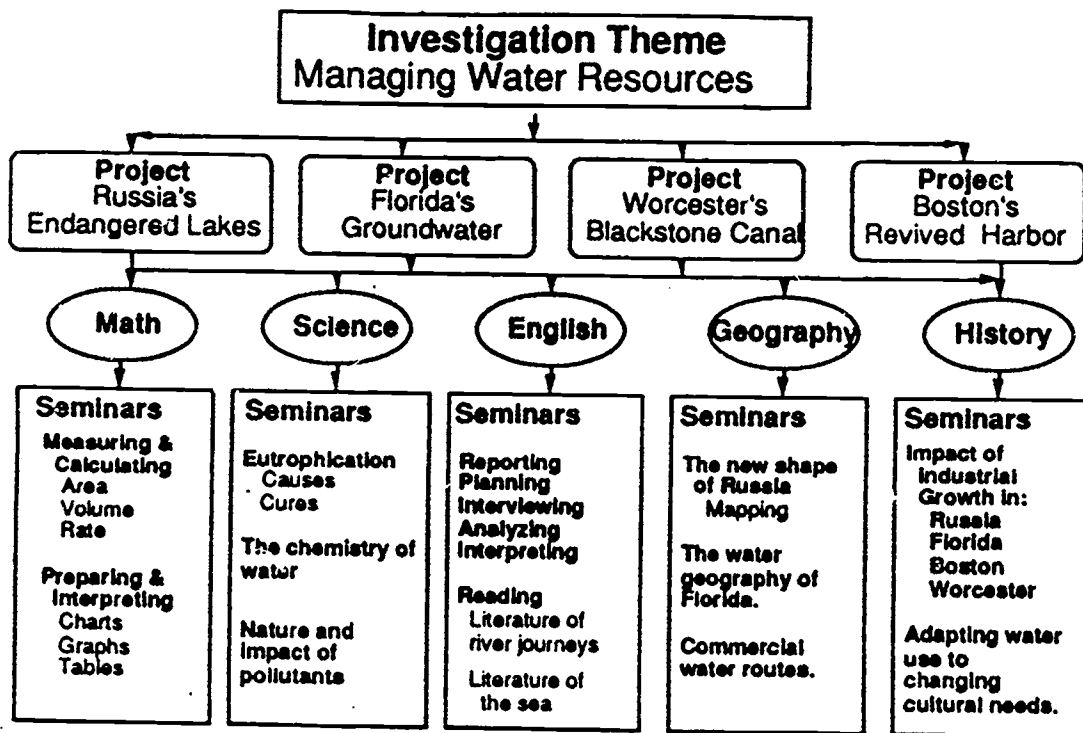 Investigation Theme
Managing Water Resources
Project
Russia's
Endangered Lakes
Project
Florida's
Groundwater
Project
Worcester's
Blackstone Canal
Project
Boston's
Revived Harbor
Math
Science
English
Geography
History
Seminars
Measuring &
Calculating
Area
Volume
Rate
Preparing &
Interpreting
Charts
Graphs
Tables
Seminars
Eutrophication
Causes
Cures
The chemistry of
water
Nature and
impact of
pollutants
Seminars
Reporting
Planning
Interviewing
Analyzing
Interpreting
Reading
Literature of
river journeys
Literature of
the sea
Seminars
The new shape
of Russia
Mapping
The water
geography of
Florida.
Commercial
water routes.
Seminars
Impact of
industrial
Growth in:
Russia
Florida
Boston
Worcester
Adapting water
use to
changing
cultural needs.